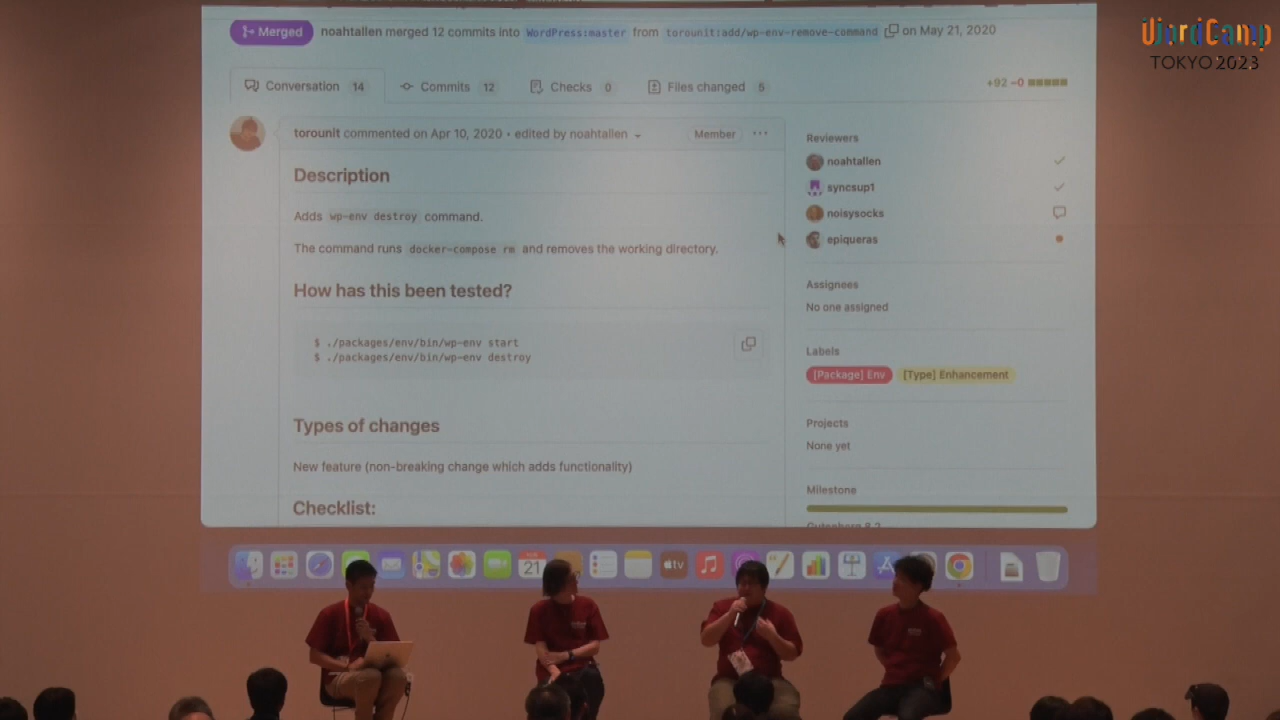 WordCamp
TOKYO 2023
Merged noahtallen merged 12 commits into WordPress:master from torounit:add/wp-env-remove-command on May 21, 2020
Conversation 14 Commits 12 Checks 0 Files changed 5 +92 −0
torounit commented on Apr 10, 2020 • edited by noahtallen Member
Description
Adds wp-env destroy command.
The command runs docker-compose rm and removes the working directory.
How has this been tested?
$ ./packages/env/bin/wp-env start
$ ./packages/env/bin/wp-env destroy
Types of changes
New feature (non-breaking change which adds functionality)
Checklist:
Reviewers
noahtallen
syncsup1
noisysocks
epiqueras
Assignees
No one assigned
Labels
[Package] Env [Type] Enhancement
Projects
None yet
Milestone
Gutenberg 8.2
21
tv